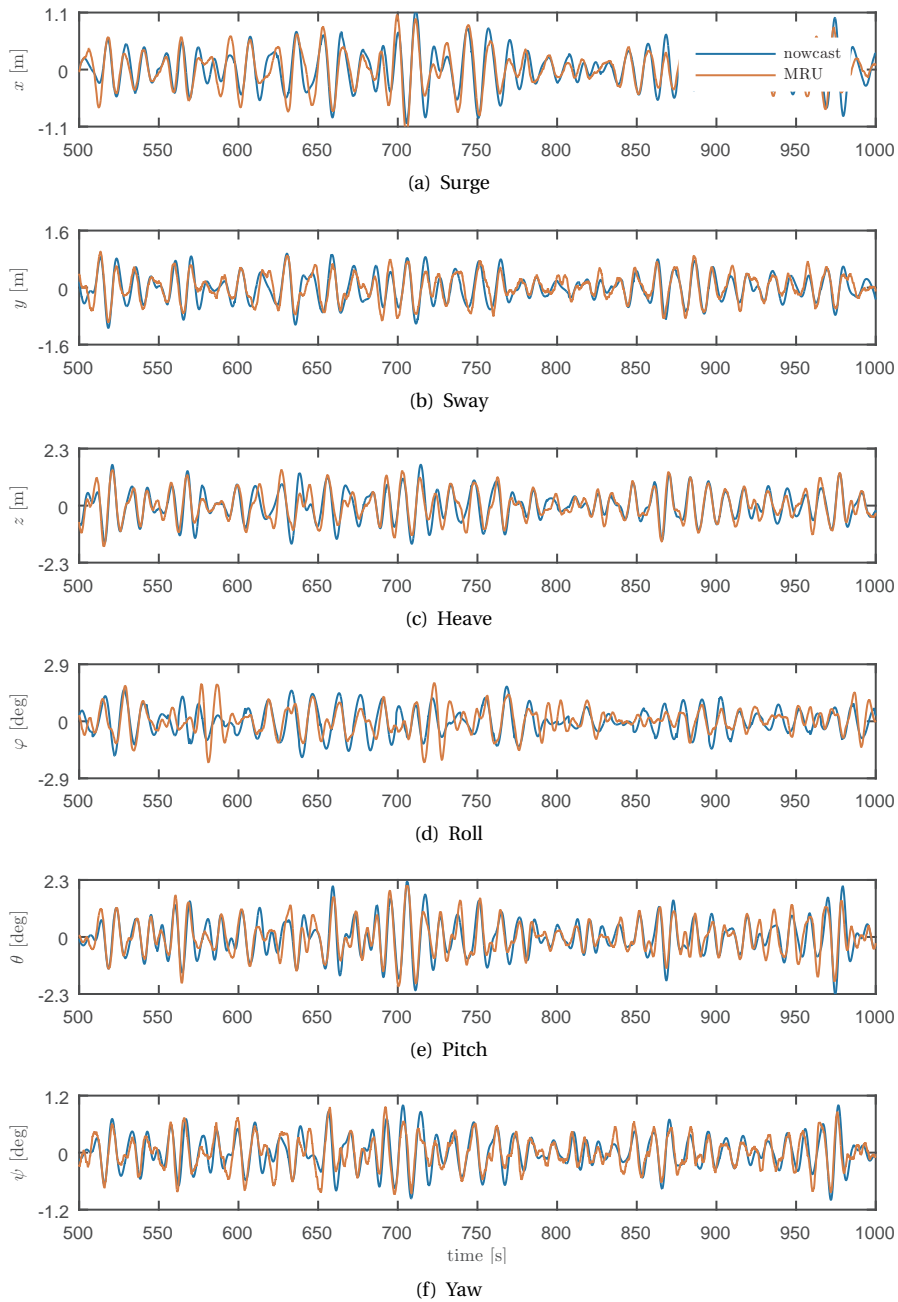 1.1
x [m]
0
-1.1
nowcast
MRU
500 550 600 650 700 750 800 850 900 950 1000
(a) Surge
1.6
y [m]
0
-1.6
500 550 600 650 700 750 800 850 900 950 1000
(b) Sway
2.3
z [m]
0
-2.3
500 550 600 650 700 750 800 850 900 950 1000
(c) Heave
2.9
φ [deg]
0
-2.9
500 550 600 650 700 750 800 850 900 950 1000
(d) Roll
2.3
θ [deg]
0
-2.3
500 550 600 650 700 750 800 850 900 950 1000
(e) Pitch
1.2
ψ [deg]
0
-1.2
500 550 600 650 700 750 800 850 900 950 1000
time [s]
(f) Yaw